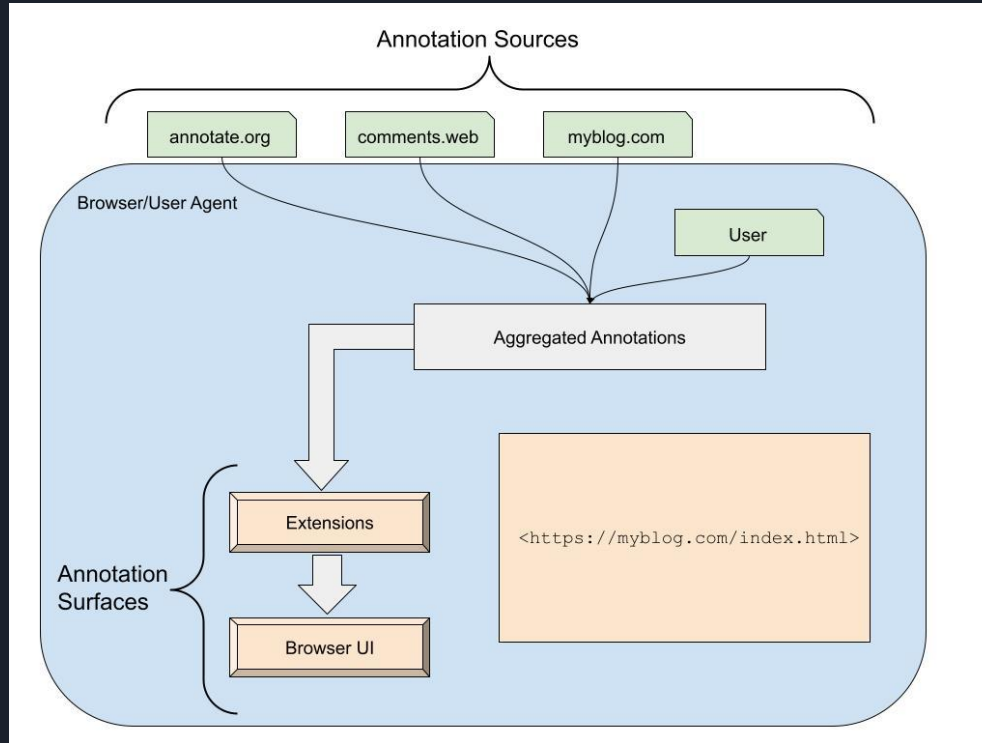 Annotation Sources
annotate.org
comments.web
myblog.com
Browser/User Agent
User
Aggregated Annotations
Extensions
<https://myblog.com/index.html>
Annotation
Surfaces
Browser UI